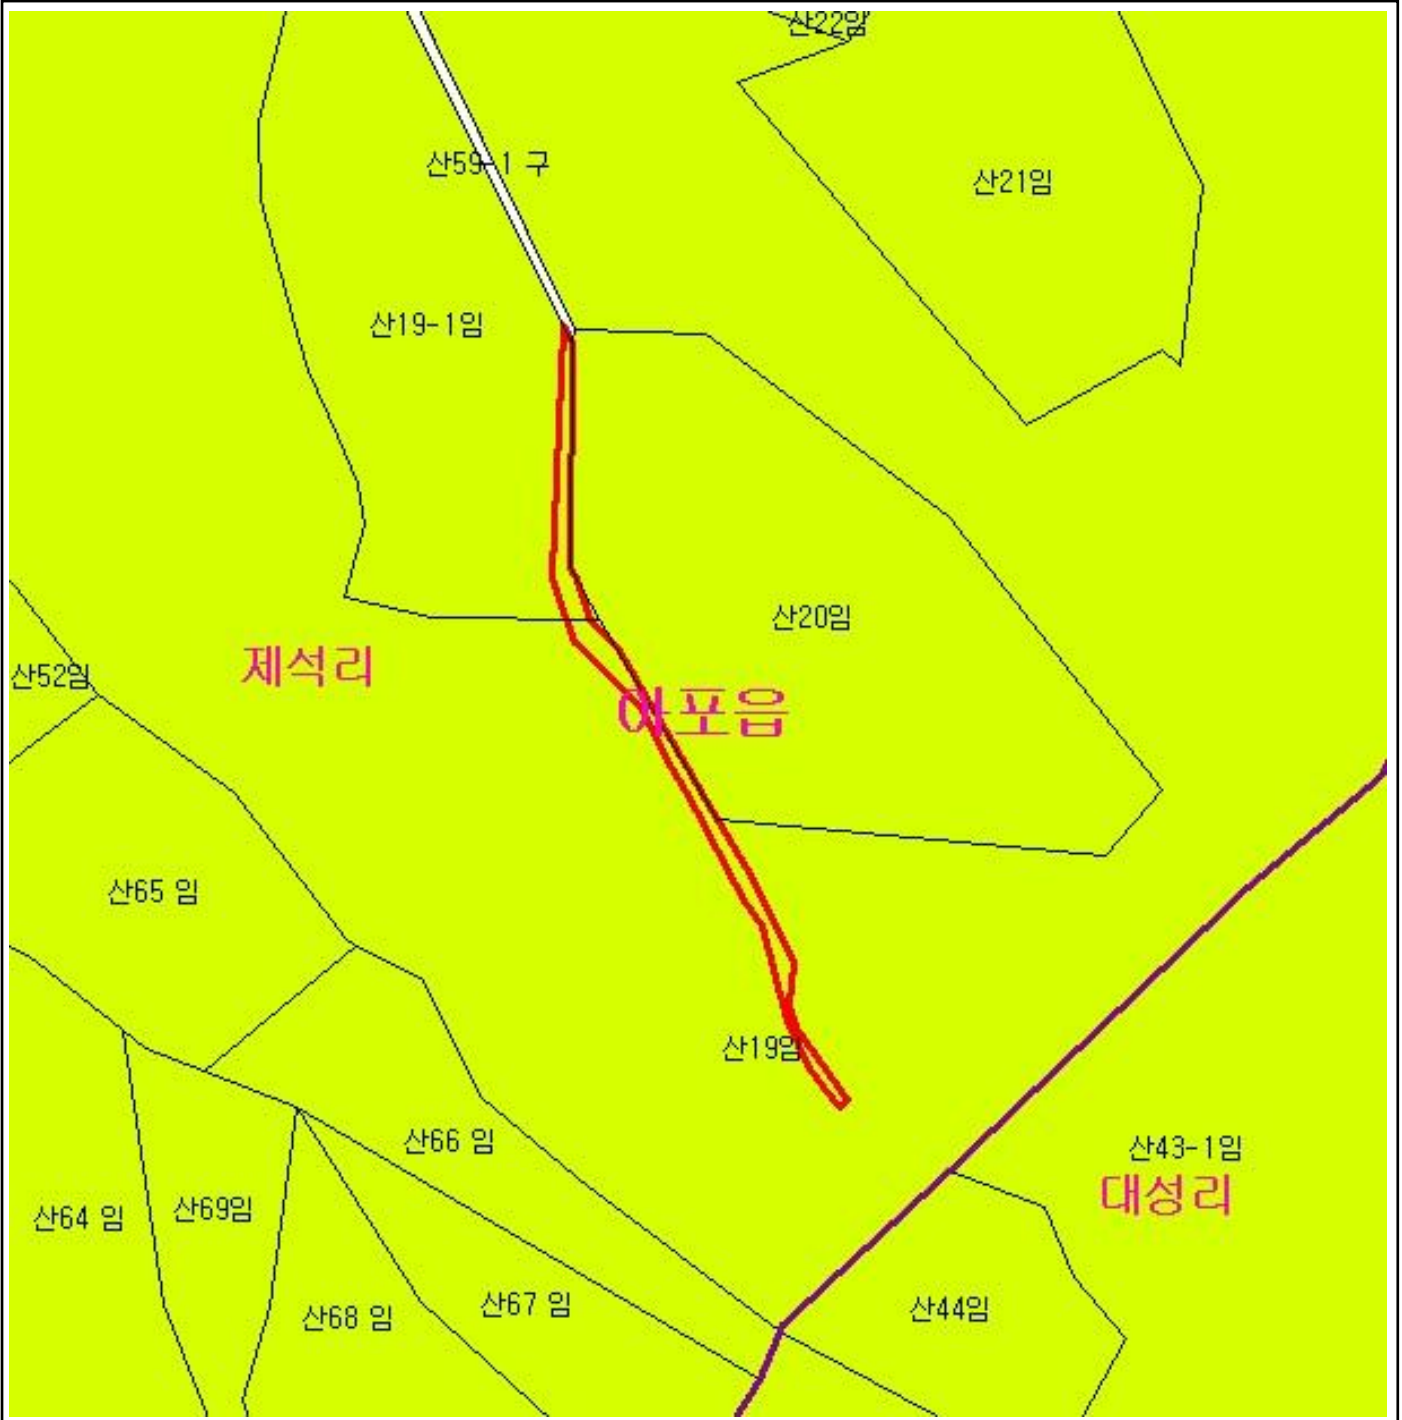 산22임
산59-1 구
산21임
산19-1임
산20임
제석리
산52임
아포읍
산65 임
산19임
산66 임
산43-1임
대성리
산64 임
산69임
산68 임
산67 임
산44임